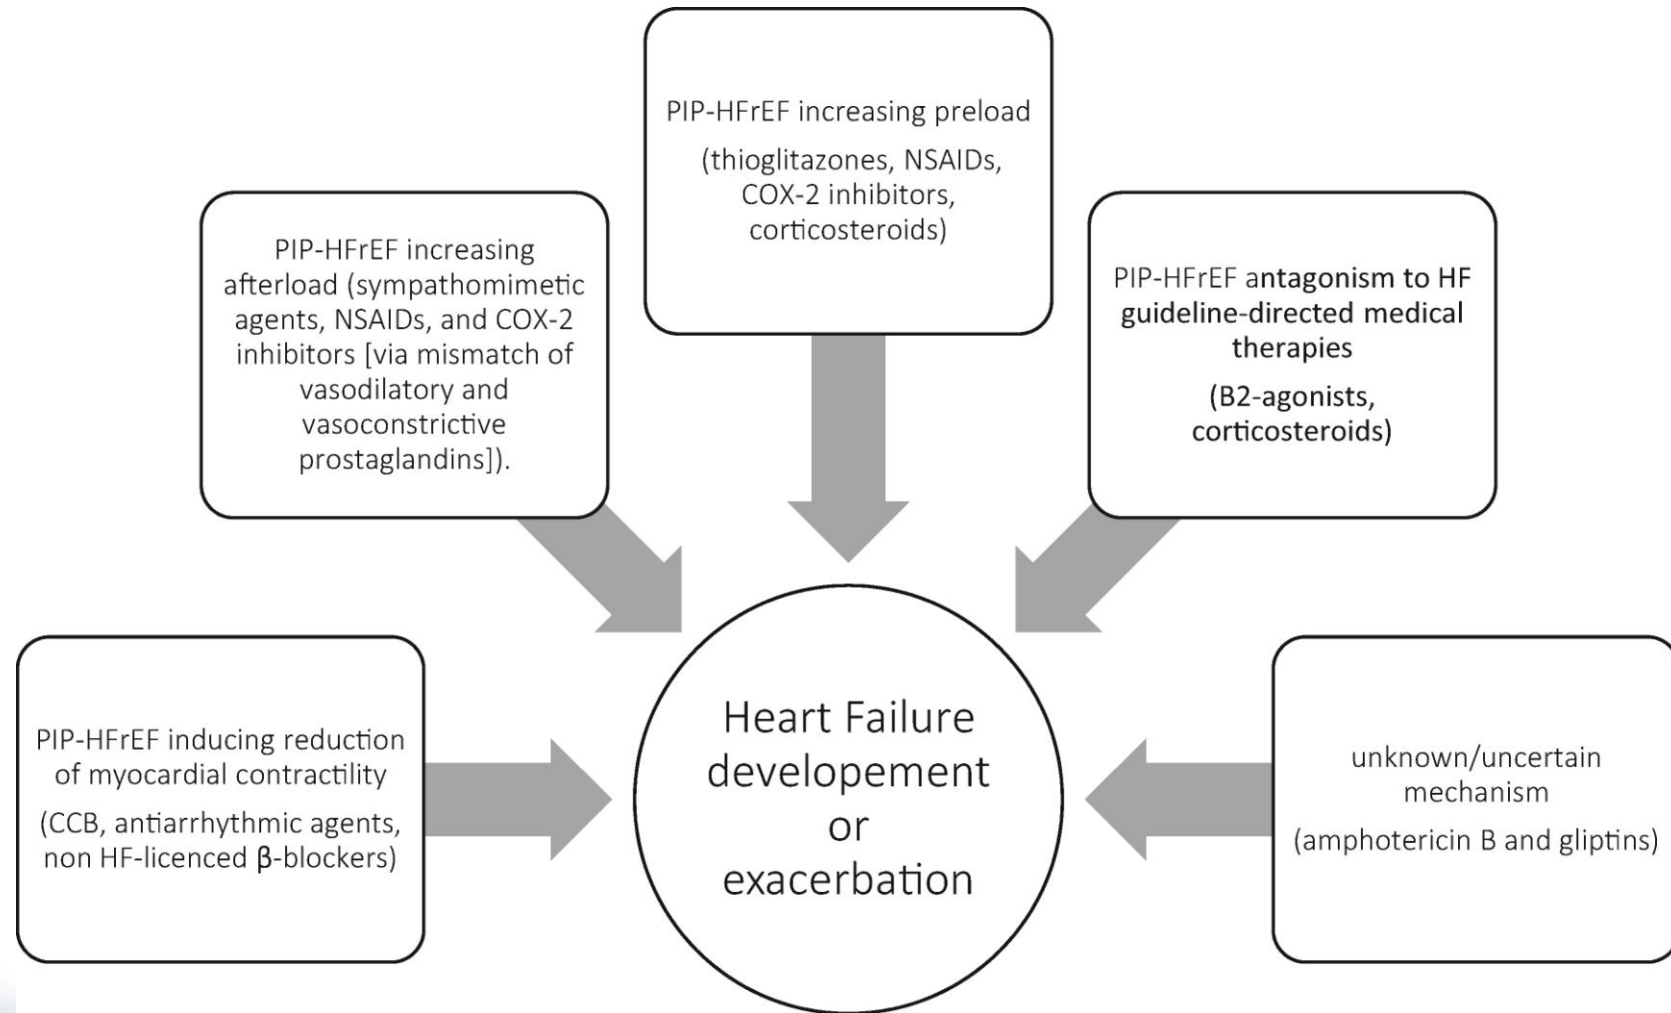 PIP-HFrEF increasing preload
(thioglitazones, NSAIDs,
COX-2 inhibitors,
corticosteroids)
PIP-HFrEF increasing
afterload (sympathomimetic
agents, NSAIDs, and COX-2
inhibitors [via mismatch of
vasodilatory and
vasoconstrictive
prostaglandins]).
PIP-HFrEF antagonism to HF
guideline-directed medical
therapies
(B2-agonists,
corticosteroids)
PIP-HFrEF inducing reduction
of myocardial contractility
(CCB, antiarrhythmic agents,
non HF-licenced β-blockers)
Heart Failure
developement
or
exacerbation
unknown/uncertain
mechanism
(amphotericin B and gliptins)